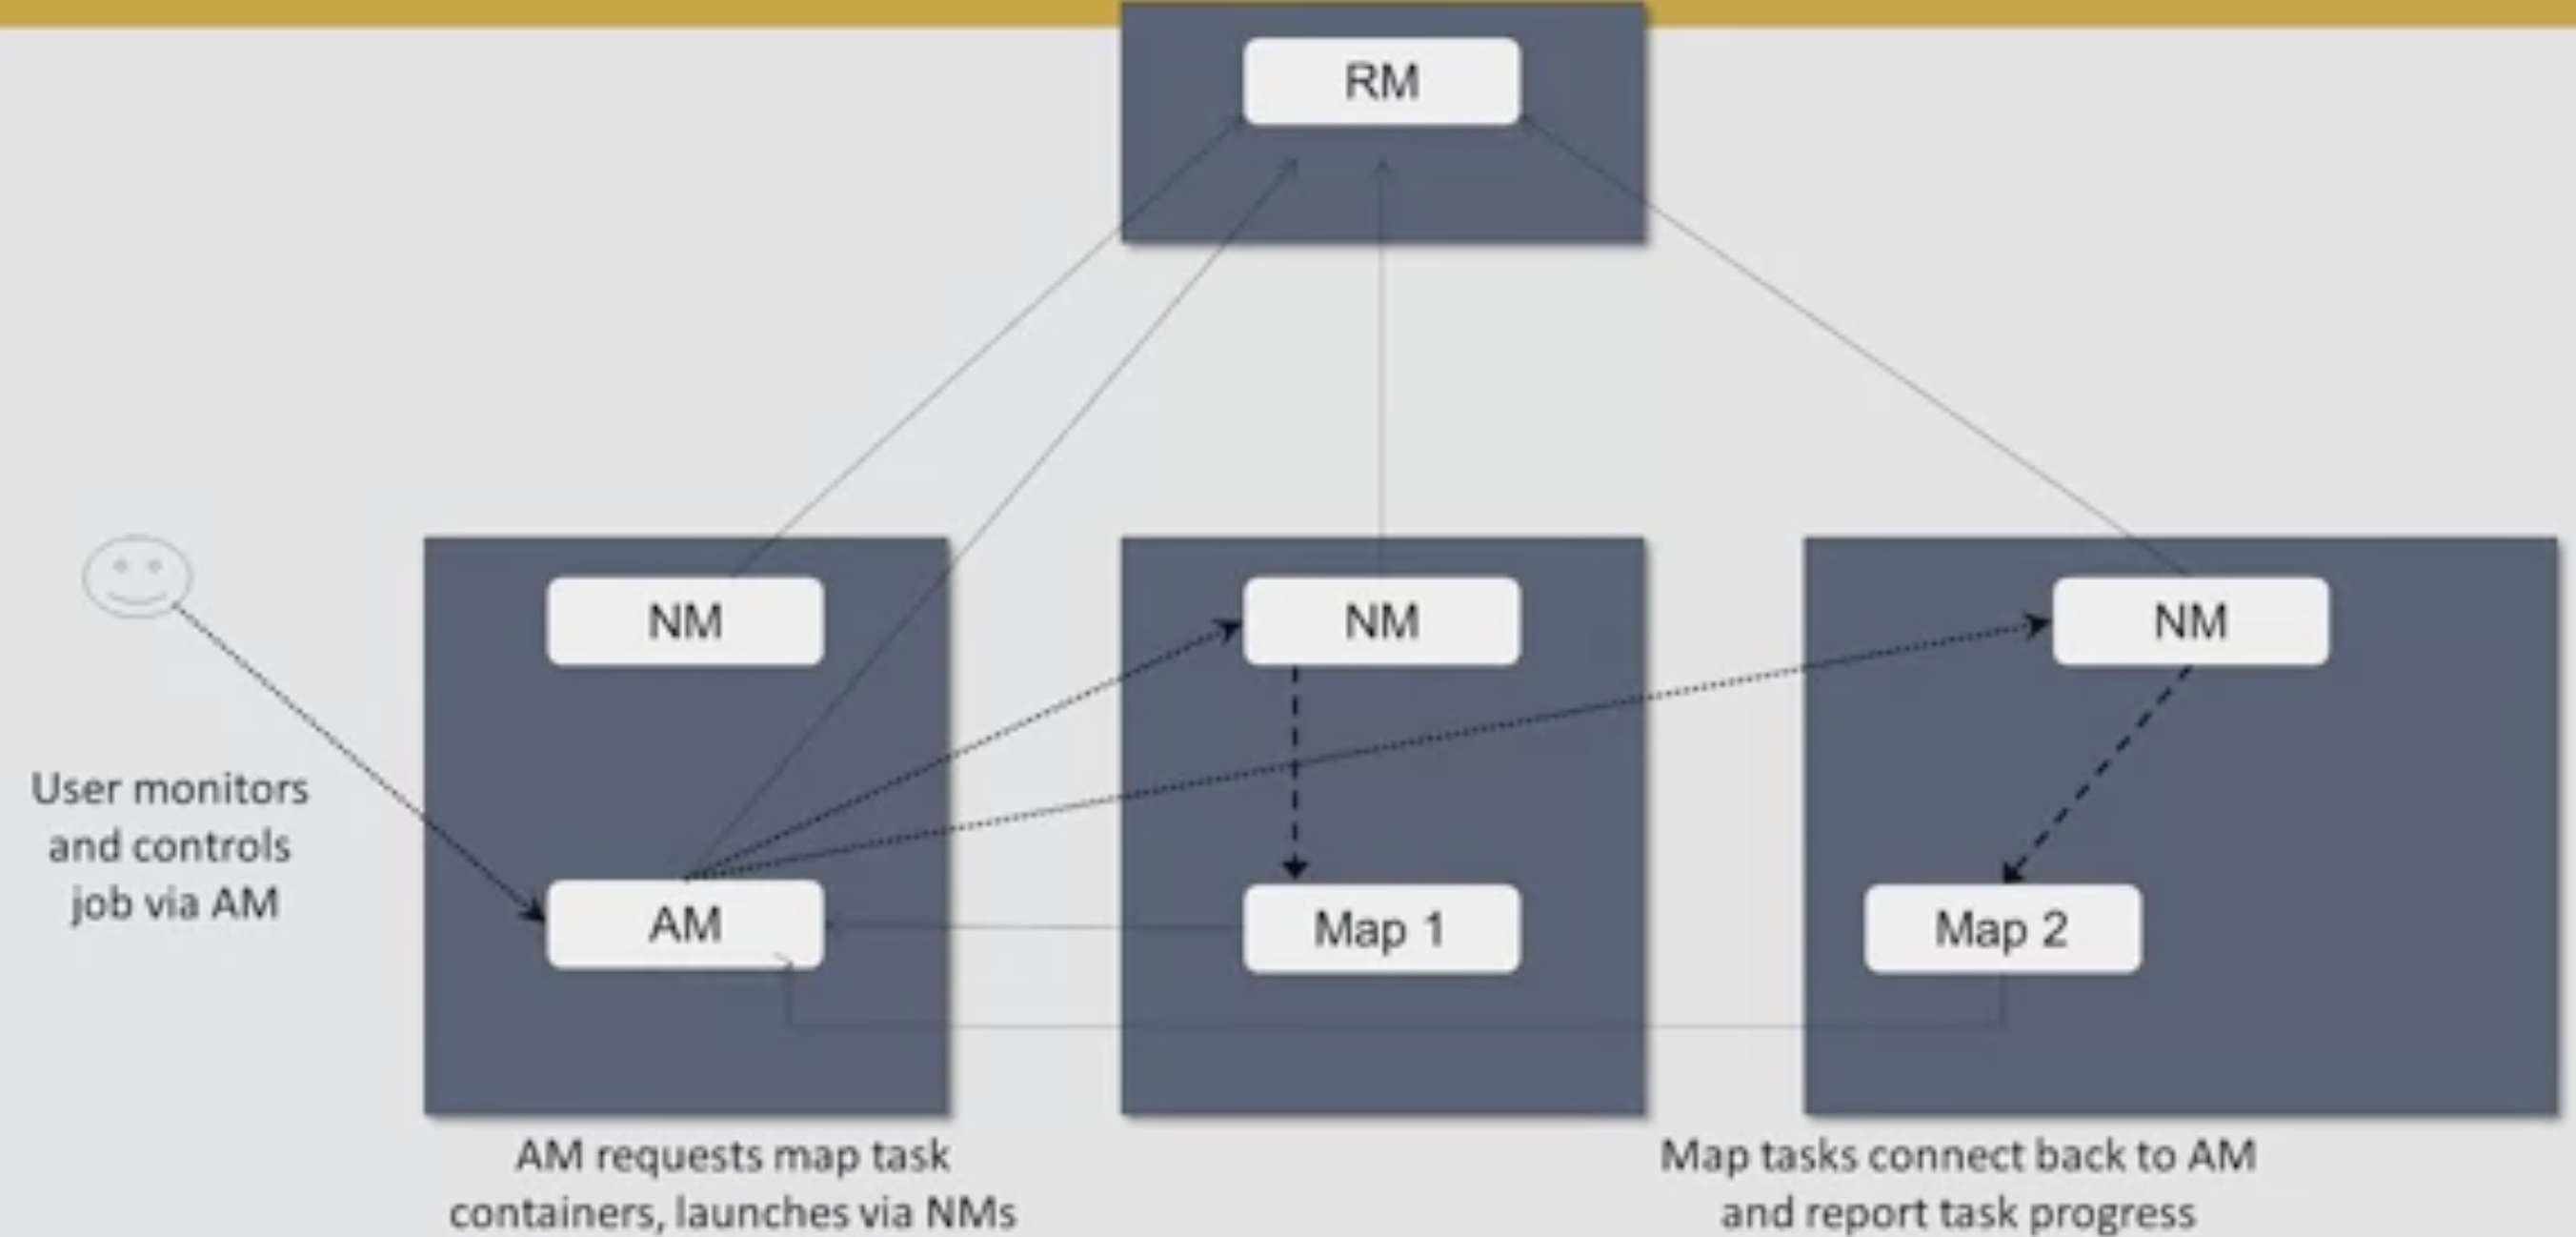 RM
NM
NM
NM
User monitors
and controls
job via AM
AM
Map 1
Map 2
AM requests map task
containers, launches via NMs
Map tasks connect back to AM
and report task progress